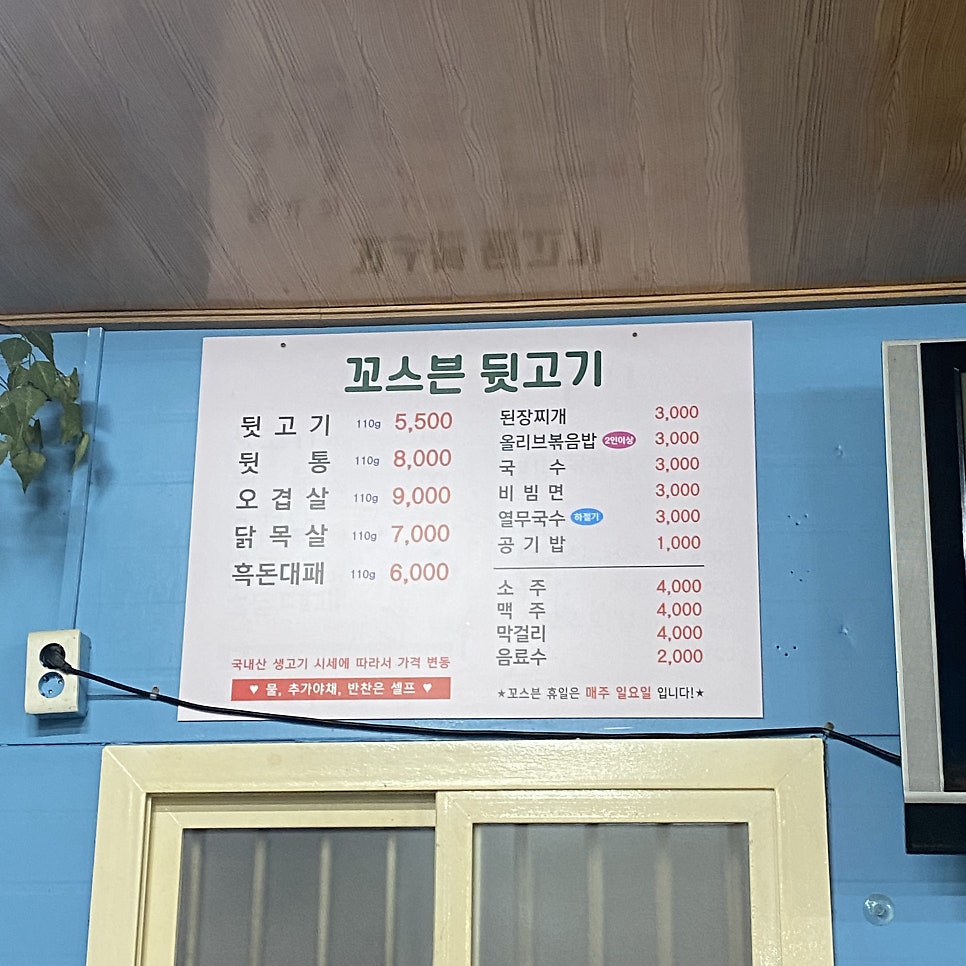 꼬스븐 뒷고기
뒷고기 110g 5,500
뒷통 110g 8,000
오겹살 110g 9,000
닭목살 110g 7,000
흑돈대패 110g 6,000
국내산 생고기 시세에 따라서 가격 변동
♥ 물, 추가야채, 반찬은 셀프 ♥
된장찌개 3,000
올리브볶음밥 2인이상 3,000
국수 3,000
비빔면 3,000
열무국수 하절기 3,000
공기밥 1,000
소주 4,000
맥주 4,000
막걸리 4,000
음료수 2,000
★꼬스븐 휴일은 매주 일요일 입니다!★